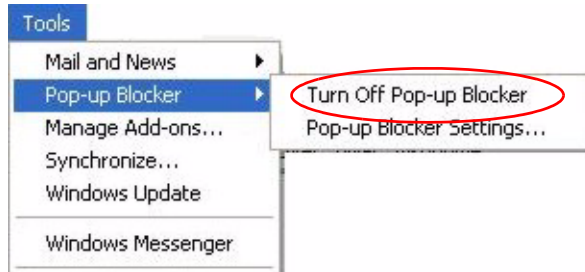 Tools
Mail and News
Pop-up Blocker
Turn Off Pop-up Blocker
Manage Add-ons...
Pop-up Blocker Settings...
Synchronize...
Windows Update
Windows Messenger